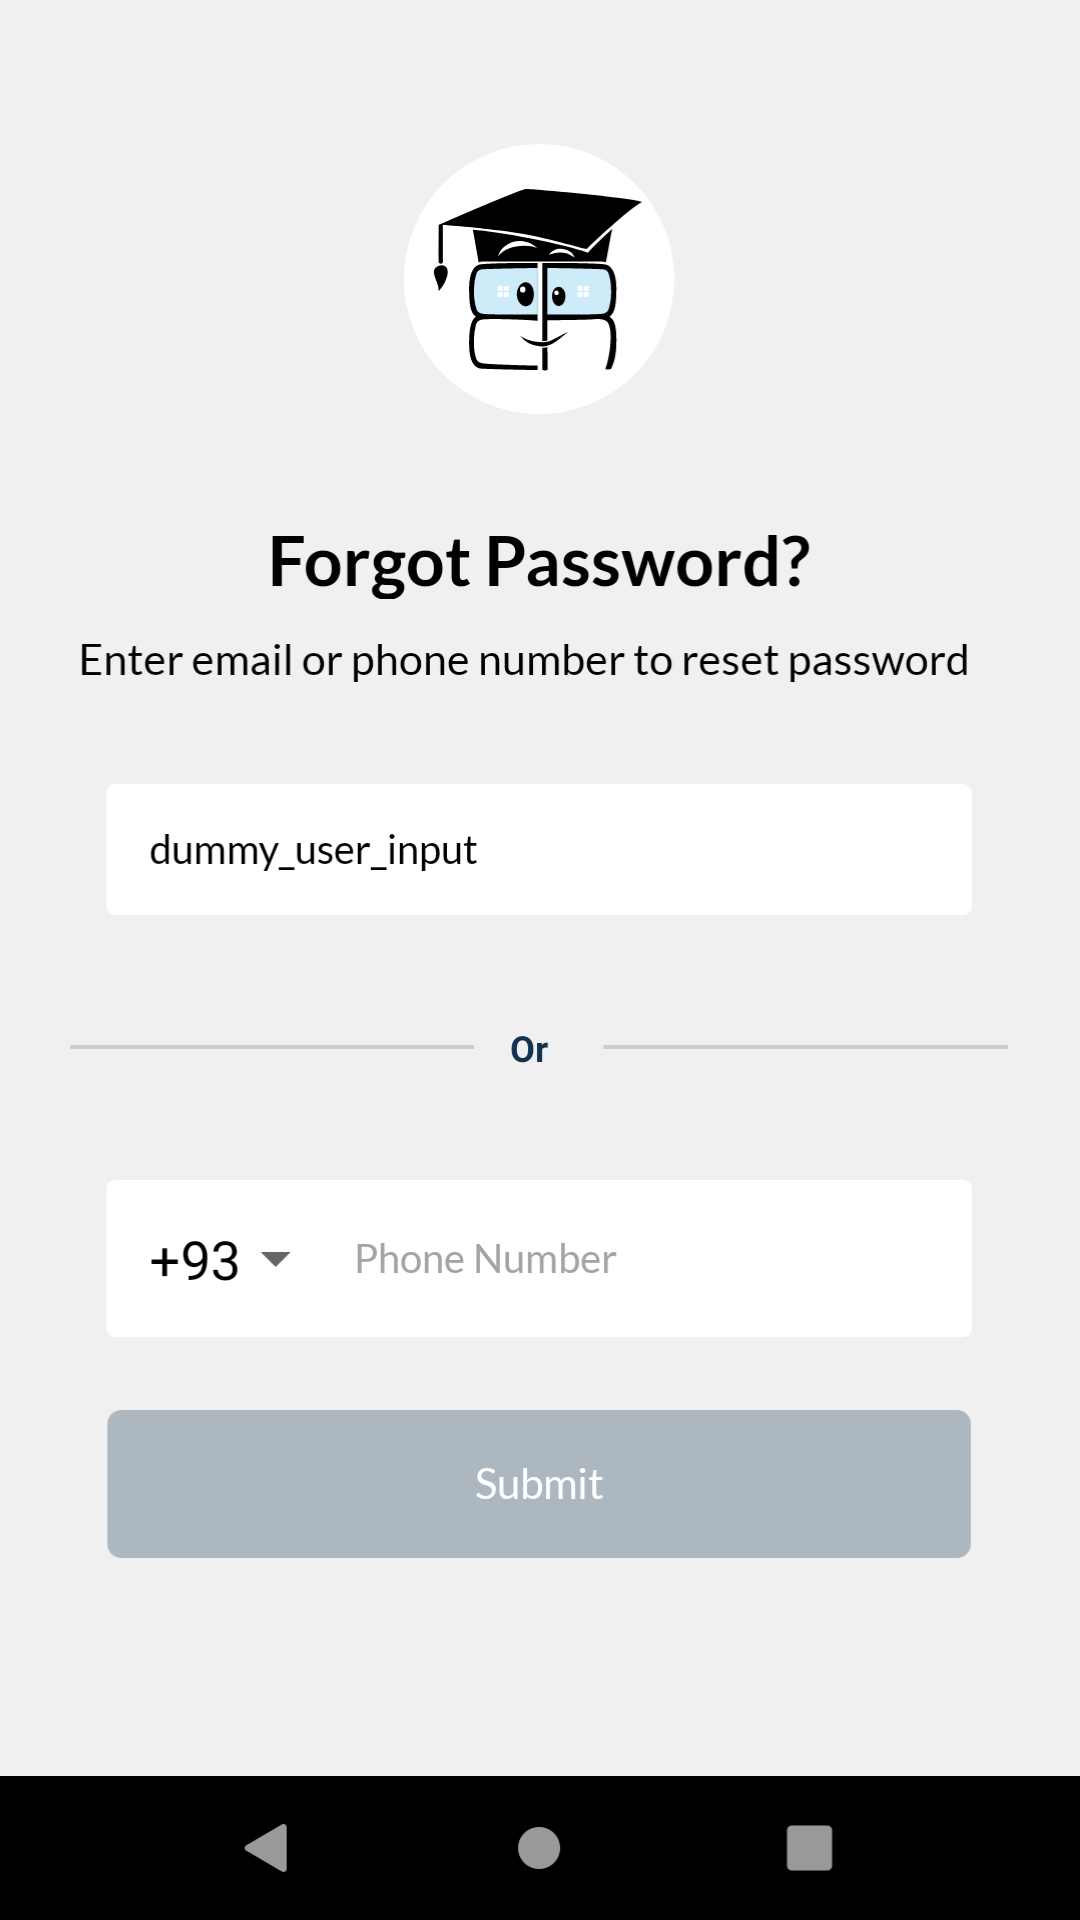 Forgot Password?
Enter email or phone number to reset password
dummy_user_input
Or
+93 Phone Number
Submit